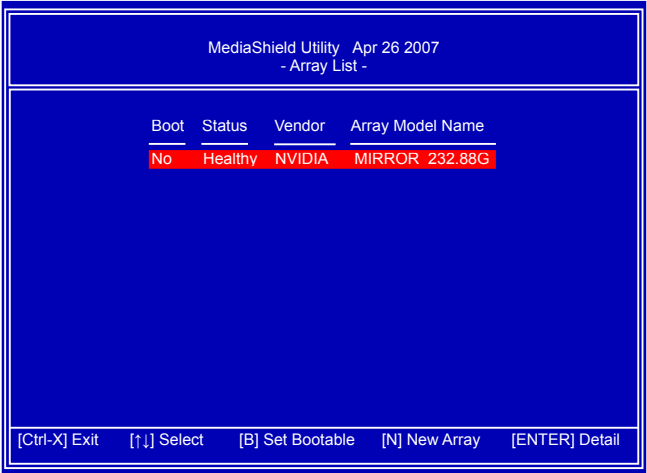 MediaShield Utility Apr 26 2007
- Array List -
Boot Status Vendor Array Model Name
No Healthy NVIDIA MIRROR 232.88G
[Ctrl-X] Exit [↑↓] Select [B] Set Bootable [N] New Array [ENTER] Detail